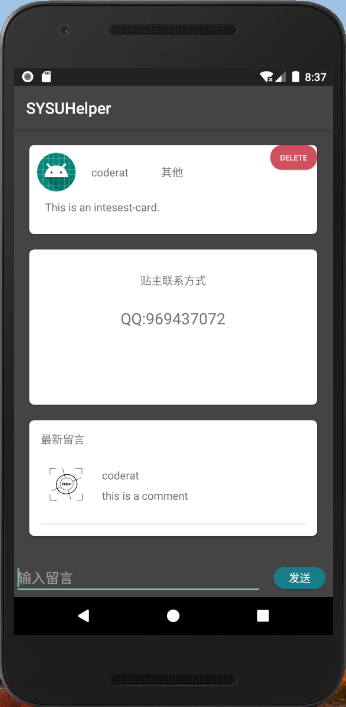 8:37
SYSUHelper
DELETE
coderat 其他
This is an intesest-card.
贴主联系方式
QQ:969437072
最新留言
coderat
this is a comment
输入留言
发送